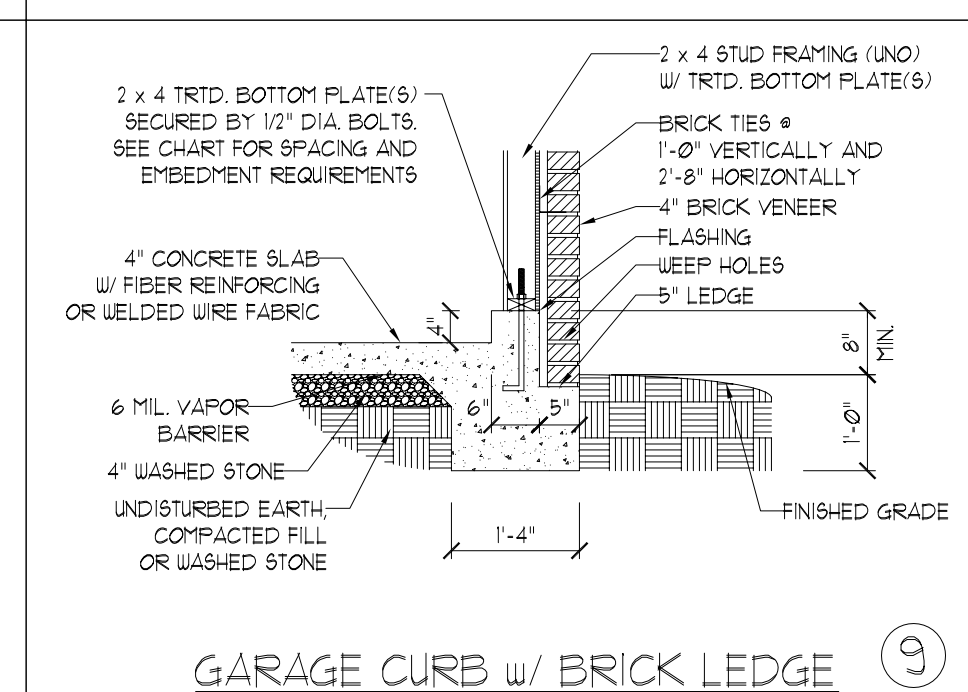 2 x 4 TRTD. BOTTOM PLATE(S)
SECURED BY 1/2" DIA. BOLTS.
SEE CHART FOR SPACING AND
EMBEDMENT REQUIREMENTS
2 x 4 STUD FRAMING (UNO)
W/ TRTD. BOTTOM PLATE(S)
BRICK TIES @
1'-0" VERTICALLY AND
2'-8" HORIZONTALLY
4" BRICK VENEER
FLASHING
WEEP HOLES
5" LEDGE
4" CONCRETE SLAB
W/ FIBER REINFORCING
OR WELDED WIRE FABRIC
4"
8"
MIN.
6 MIL. VAPOR
BARRIER
6"
5"
1'-0"
4" WASHED STONE
UNDISTURBED EARTH,
COMPACTED FILL
OR WASHED STONE
FINISHED GRADE
1'-4"
GARAGE CURB w/ BRICK LEDGE
9